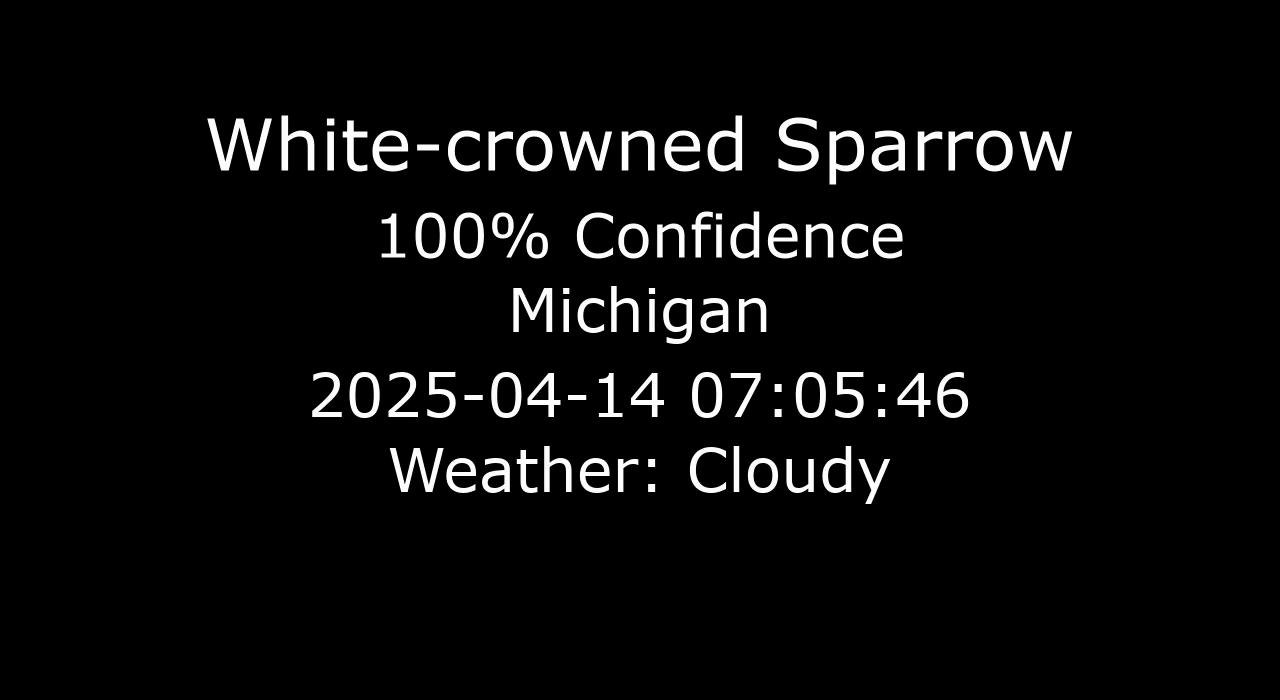 White-crowned Sparrow
100% Confidence
Michigan
2025-04-14 07:05:46
Weather: Cloudy